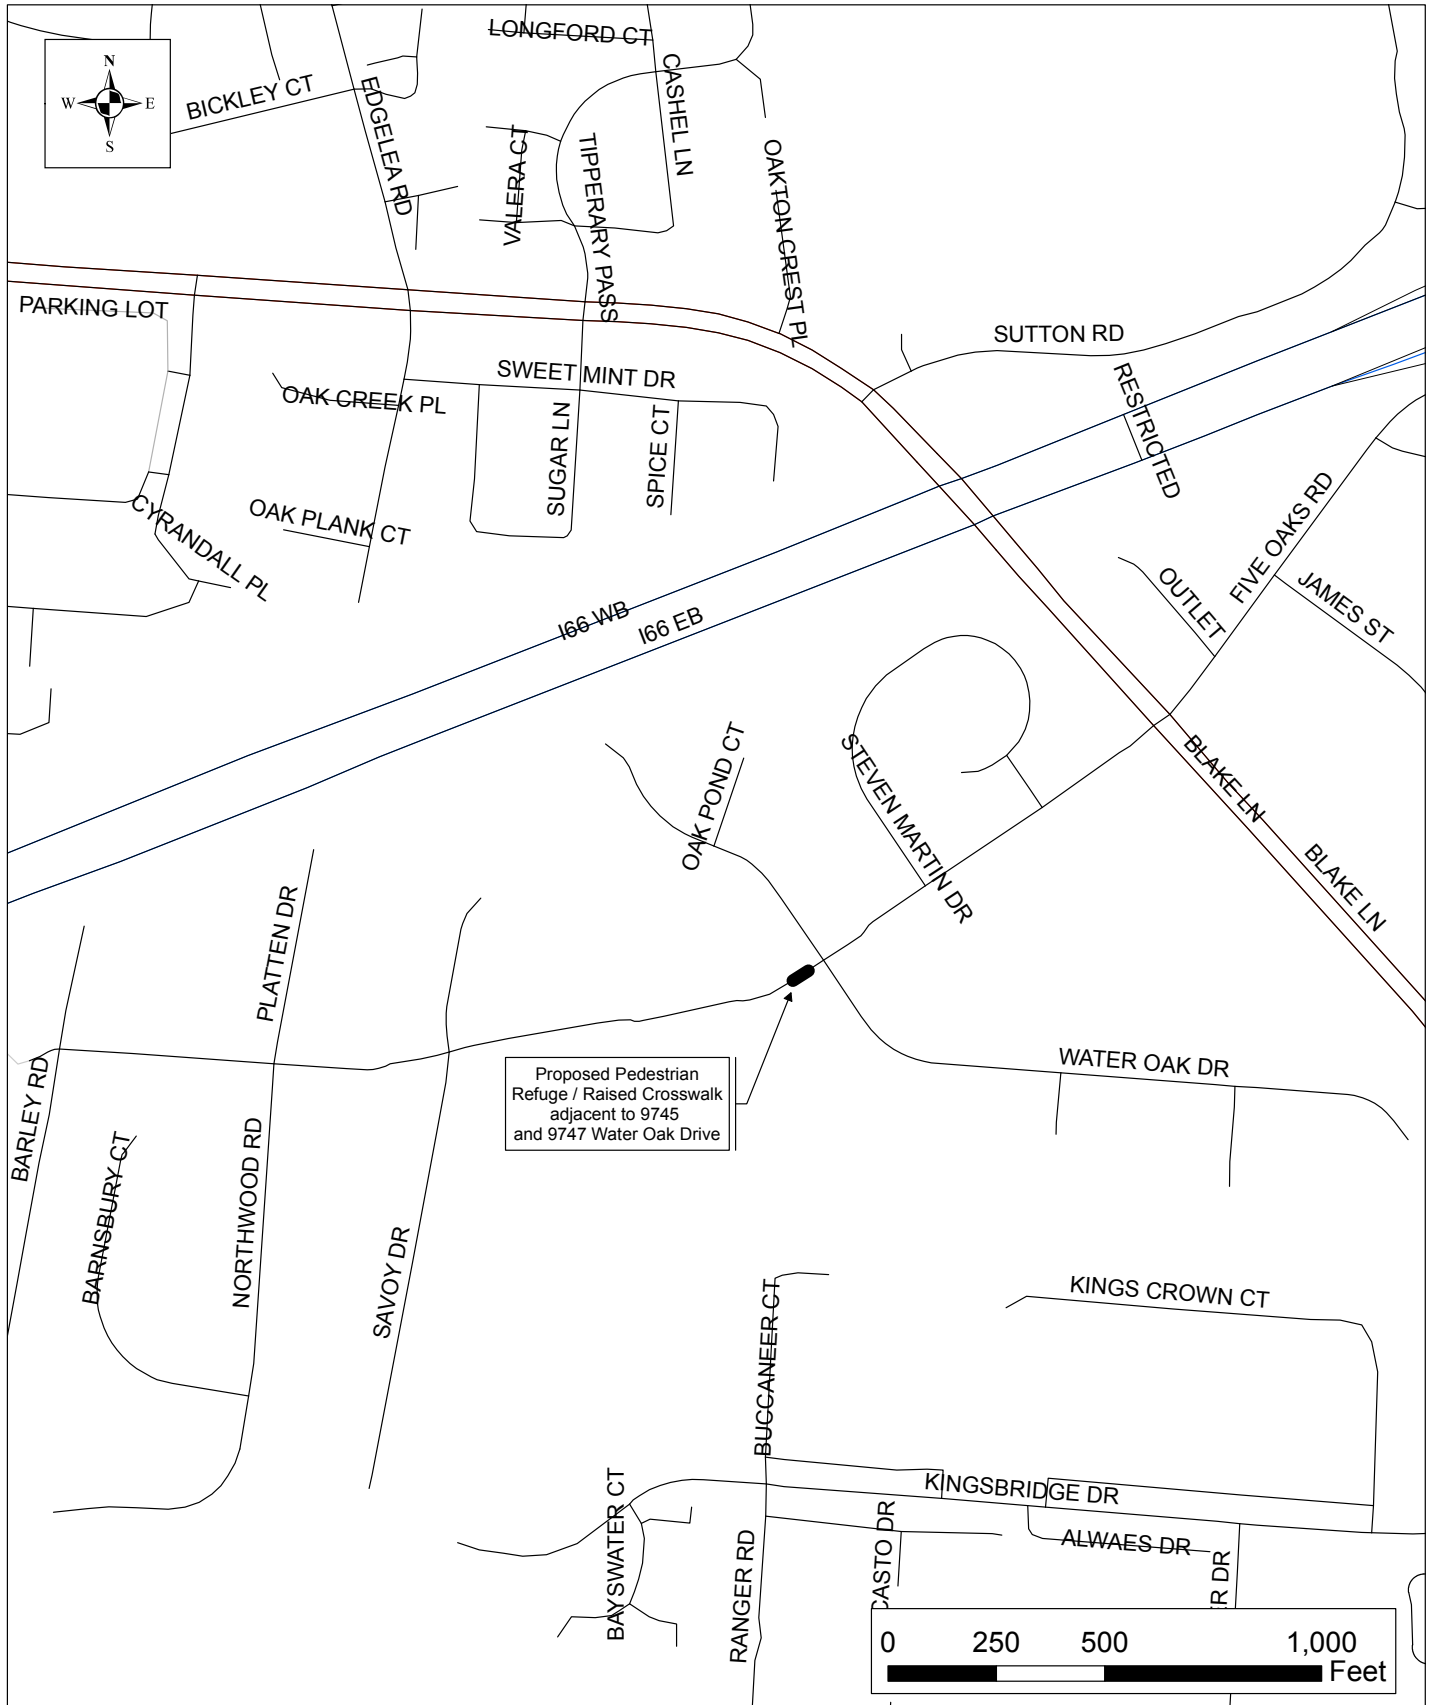 LONGFORD CT
N
W E
S
BICKLEY CT
EDGELEA RD
CASHEL LN
VALERA CT
TIPPERARY PASS
OAKTON CREST PL
PARKING LOT
SUTTON RD
SWEET MINT DR
OAK CREEK PL
RESTRICTED
SUGAR LN
SPICE CT
CYRANDALL PL
OAK PLANK CT
FIVE OAKS RD
OUTLET
JAMES ST
I66 WB
I66 EB
OAK POND CT
STEVEN MARTIN DR
BLAKE LN
BLAKE LN
PLATTEN DR
WATER OAK DR
Proposed Pedestrian
Refuge / Raised Crosswalk
adjacent to 9745
and 9747 Water Oak Drive
BARLEY RD
BARNSBURY CT
NORTHWOOD RD
SAVOY DR
BUCCANEER CT
KINGS CROWN CT
KINGSBRIDGE DR
BAYSWATER CT
RANGER RD
CASTO DR
ALWAES DR
ER DR
0 250 500 1,000
Feet